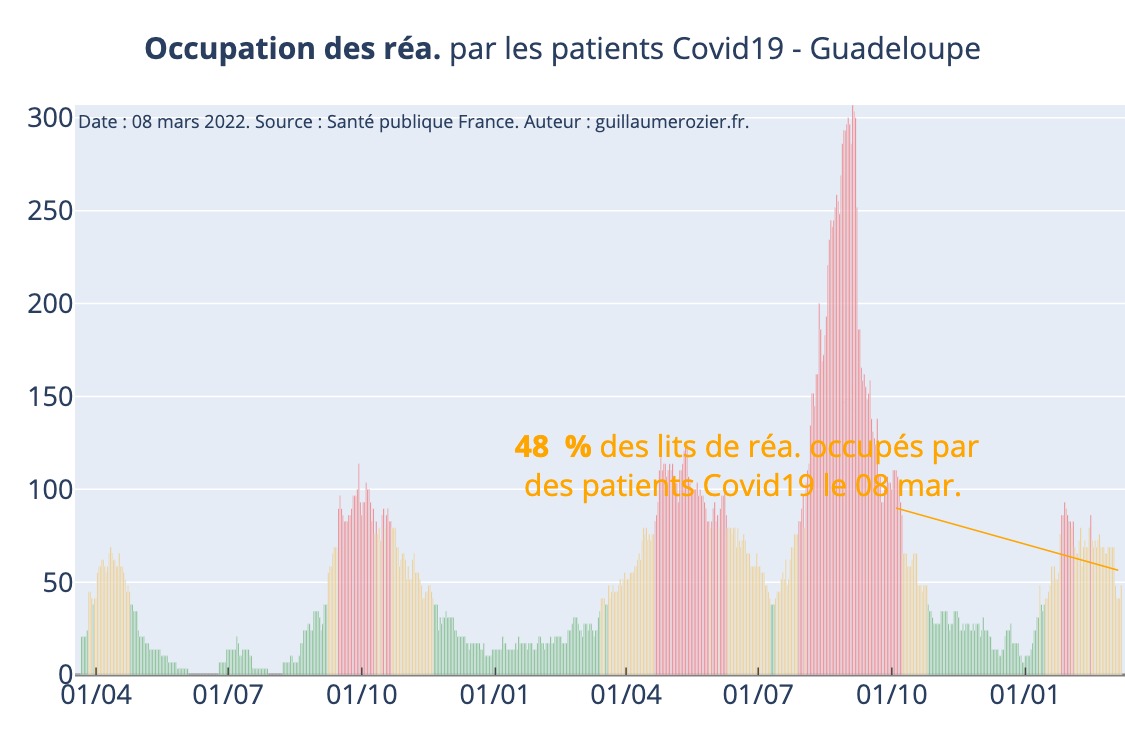 Occupation des réa. par les patients Covid19 - Guadeloupe
300
Date : 08 mars 2022. Source : Santé publique France. Auteur : guillaumerozier.fr.
250
200
150
48 % des lits de réa. occupés par
des patients Covid19 le 08 mar.
100
50
0
01/04 01/07 01/10 01/01 01/04 01/07 01/10 01/01